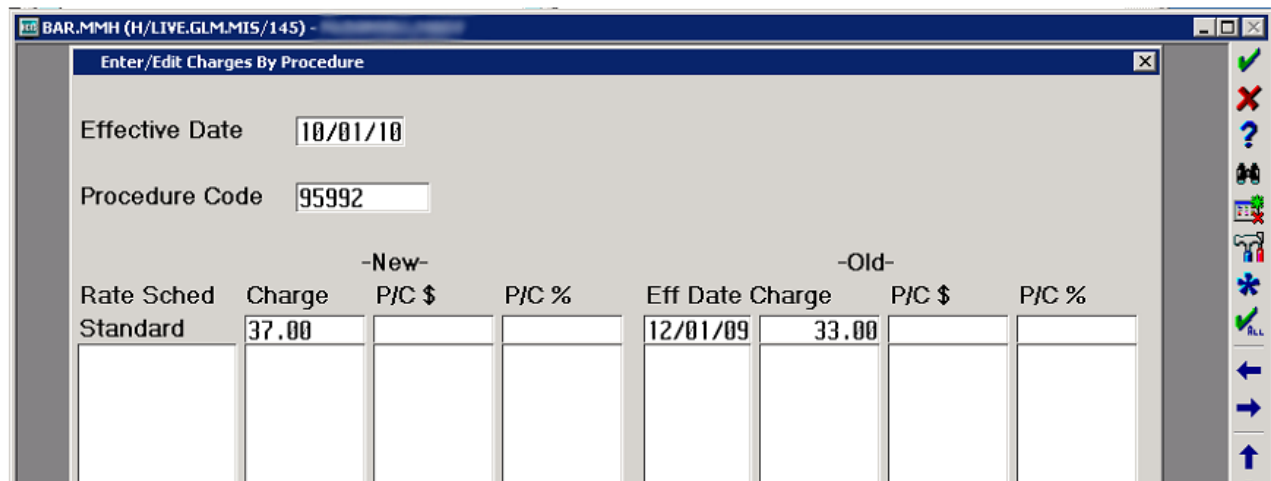 BAR.MMH (H/LIVE.GLM.MIS/145) -
Enter/Edit Charges By Procedure
Effective Date 10/01/10
Procedure Code 95992
-New- -Old-
Rate Sched Charge P/C $ P/C % Eff Date Charge P/C $ P/C %
Standard 37.00 12/01/09 33.00
ALL